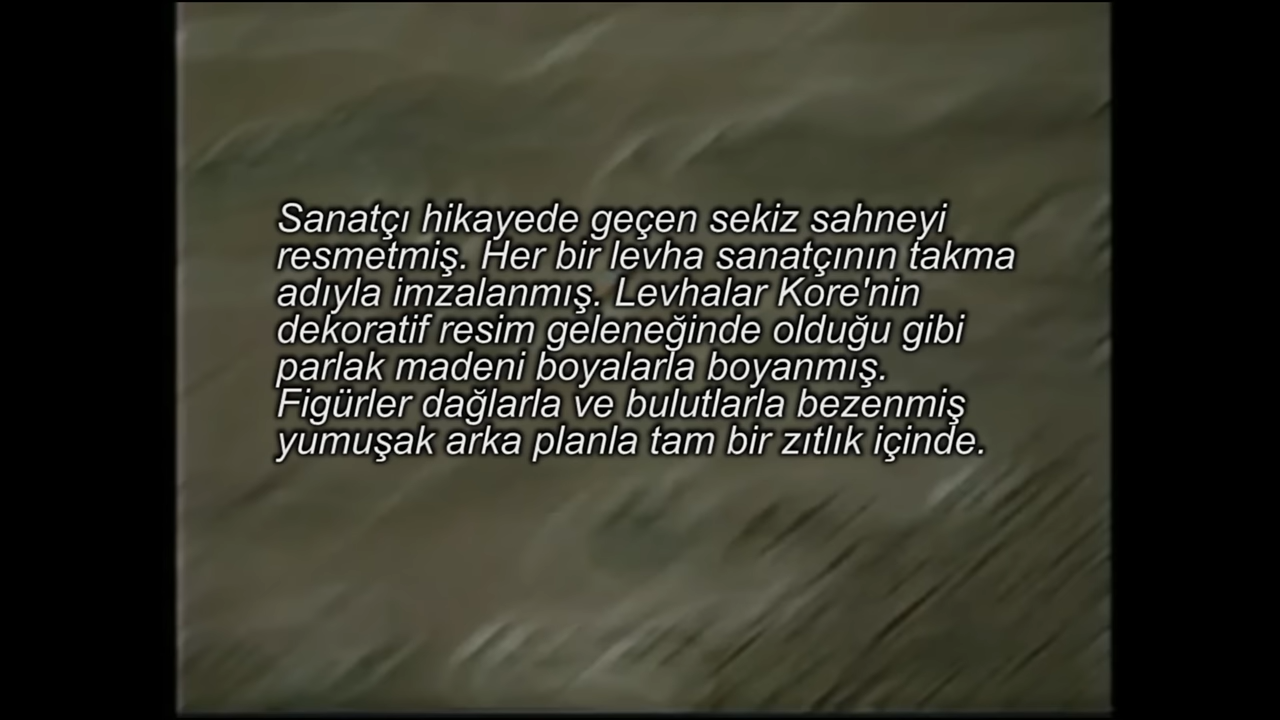 Sanatçı hikayede geçen sekiz sahneyi
resmetmiş. Her bir levha sanatçının takma
adıyla imzalanmış. Levhalar Kore'nin
dekoratif resim geleneğinde olduğu gibi
parlak madeni boyalarla boyanmış.
Figürler dağlarla ve bulutlarla bezenmiş
yumuşak arka planla tam bir zıtlık içinde.